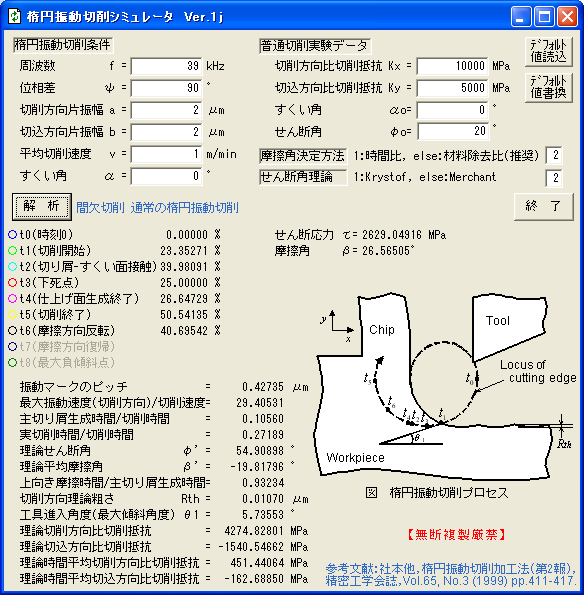 楕円振動切削シミュレータ Ver.1j
楕円振動切削条件
周波数 f = 39 kHz
位相差 ψ = 90 °
切削方向片振幅 a = 2 μm
切込方向片振幅 b = 2 μm
平均切削速度 v = 1 m/min
すくい角 α = 0 °
普通切削実験データ
切削方向比切削抵抗 Kx = 10000 MPa
切込方向比切削抵抗 Ky = 5000 MPa
すくい角 αo= 0 °
せん断角 φo= 20 °
デフォルト
値読込
デフォルト
値書換
摩擦角決定方法 1:時間比, else:材料除去比(推奨) 2
せん断角理論 1:Krystof, else:Merchant 2
解 析
間欠切削 通常の楕円振動切削
終 了
t0(時刻0) 0.00000 %
t1(切削開始) 23.35271 %
t2(切り屑-すくい面接触) 39.98091 %
t3(下死点) 25.00000 %
t4(仕上げ面生成終了) 26.64729 %
t5(切削終了) 50.54135 %
t6(摩擦方向反転) 40.69542 %
t7(摩擦方向復帰)
t8(最大負傾斜点)
せん断応力 τ= 2629.04916 MPa
摩擦角 β= 26.56505°
振動マークのピッチ = 0.42735 μm
最大振動速度(切削方向)/切削速度= 29.40531
主切り屑生成時間/切削時間 = 0.10560
実切削時間/切削時間 = 0.27189
理論せん断角 φ' = 54.90898 °
理論平均摩擦角 β' = -19.81796 °
上向き摩擦時間/主切り屑生成時間= 0.93234
切削方向理論粗さ Rth = 0.01070 μm
工具進入角度(最大傾斜角度) θ1 = 5.73553°
理論切削方向比切削抵抗 = 4274.82801 MPa
理論切込方向比切削抵抗 = -1540.54662 MPa
理論時間平均切削方向比切削抵抗 = 451.44064 MPa
理論時間平均切込方向比切削抵抗 = -162.68850 MPa
y
x
Chip
Tool
Locus of
cutting edge
t5
t6
t4
t2
t3
t1
t0
θ1
Rth
Workpiece
図 楕円振動切削プロセス
【無断複製厳禁】
参考文献:社本他,楕円振動切削加工法(第2報),
精密工学会誌,Vol.65, No.3 (1999) pp.411-417.